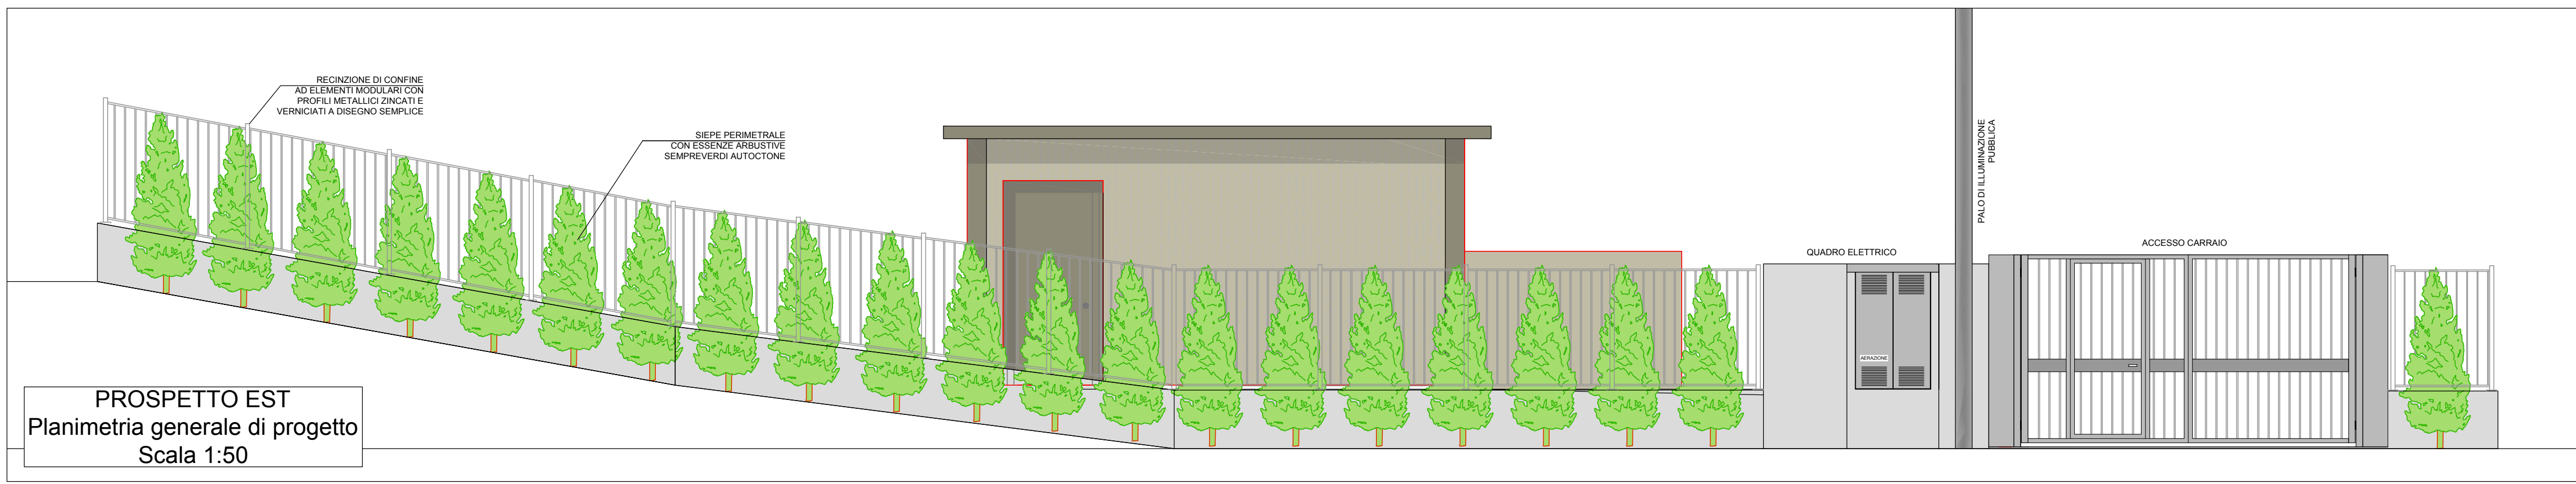 RECINZIONE DI CONFINE
AD ELEMENTI MODULARI CON
PROFILI METALLICI ZINCATI E
VERNICIATI A DISEGNO SEMPLICE
SIEPE PERIMETRALE
CON ESSENZE ARBUSTIVE
SEMPREVERDI AUTOCTONE
QUADRO ELETTRICO
AERAZIONE
PALO DI ILLUMINAZIONE
PUBBLICA
ACCESSO CARRAIO
PROSPETTO EST
Planimetria generale di progetto
Scala 1:50